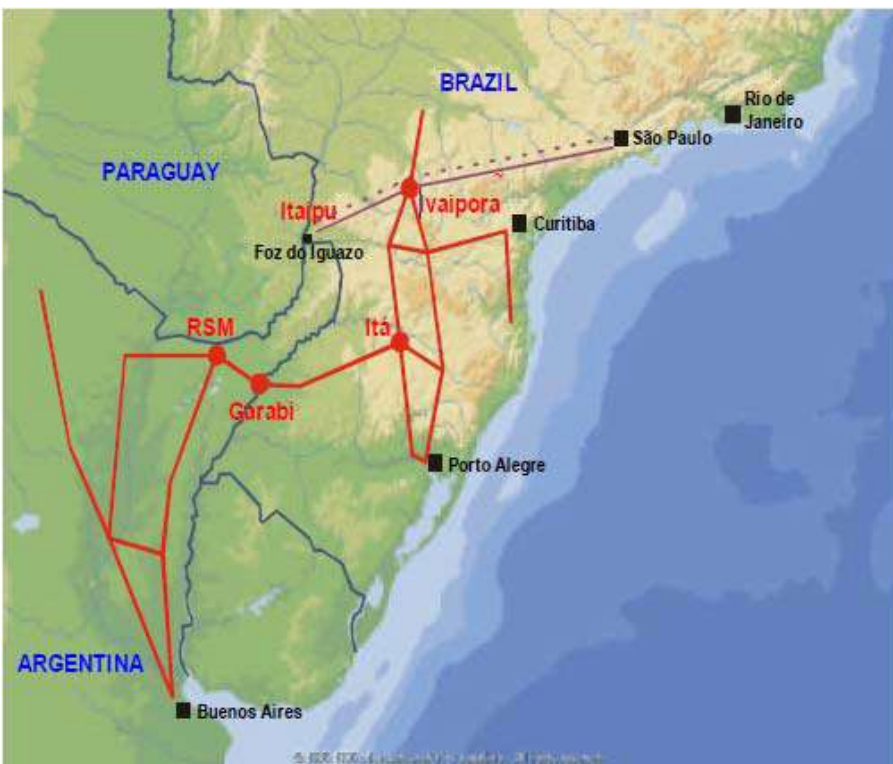 BRAZIL
Rio de
Janeiro
São Paulo
PARAGUAY
Itaipu
vaipora
Curitiba
Foz do Iguazo
RSM
Itá
Garabi
Porto Alegre
ARGENTINA
Buenos Aires